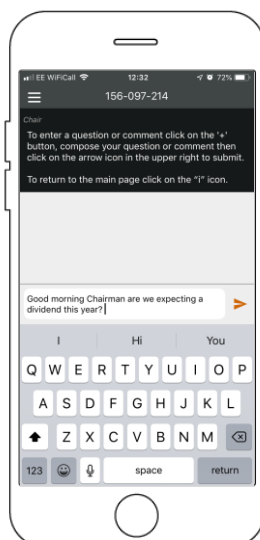 EE WiFiCall 12:32 72%
156-097-214
Chair
To enter a question or comment click on the '+'
button, compose your question or comment then
click on the arrow icon in the upper right to submit.
To return to the main page click on the "i" icon.
Good morning Chairman are we expecting a
dividend this year?
I Hi You
Q W E R T Y U I O P
A S D F G H J K L
Z X C V B N M
123 space return